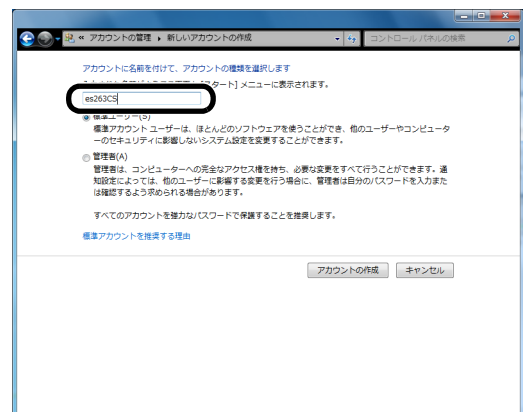 « アカウントの管理 ▸ 新しいアカウントの作成
コントロール パネルの検索
アカウントに名前を付けて、アカウントの種類を選択します
[スタート] メニューに表示されます。
es263CS
標準ユーザー(S)
標準アカウント ユーザーは、ほとんどのソフトウェアを使うことができ、他のユーザーやコンピュータ
ーのセキュリティに影響しないシステム設定を変更することができます。
管理者(A)
管理者は、コンピューターへの完全なアクセス権を持ち、必要な変更をすべて行うことができます。通
知設定によっては、他のユーザーに影響する変更を行う場合に、管理者は自分のパスワードを入力また
は確認するよう求められる場合があります。
すべてのアカウントを強力なパスワードで保護することを推奨します。
標準アカウントを推奨する理由
アカウントの作成
キャンセル